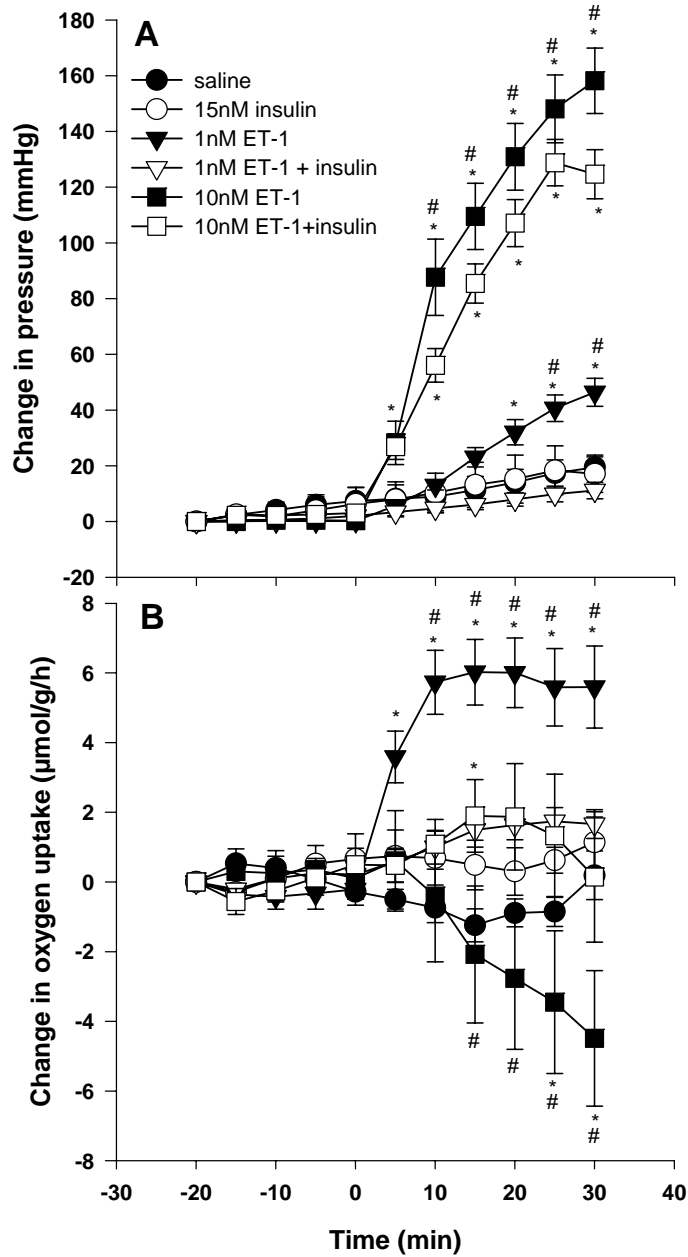 A
saline
15nM insulin
1nM ET-1
1nM ET-1 + insulin
10nM ET-1
10nM ET-1+insulin
Change in pressure (mmHg)
180
160
140
120
100
80
60
40
20
0
-20
# # # # #
* * * * * *
* * * * *
# #
* * *
B
Change in oxygen uptake (µmol/g/h)
8
6
4
2
0
-2
-4
-6
-8
# # # # #
* * * * * *
*
# # * *
# #
-30 -20 -10 0 10 20 30 40
Time (min)